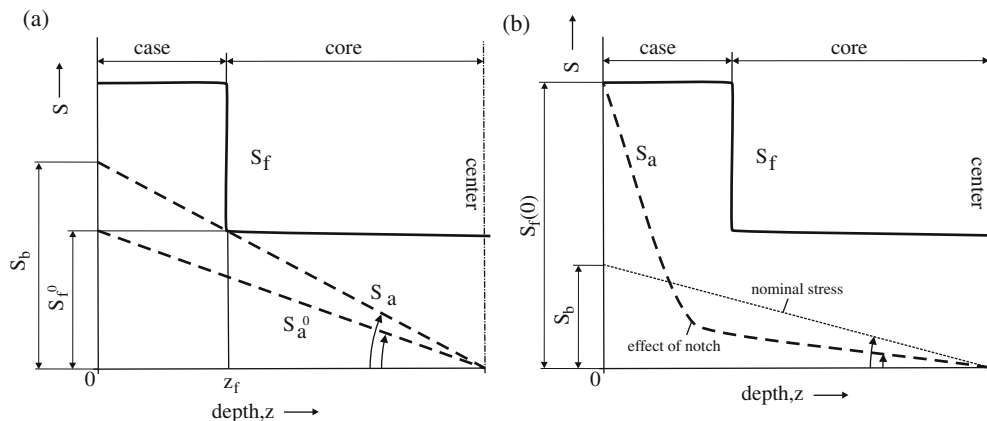 (a)
case
core
S
S_f
center
S_b
S_f^0
S_a
S_a^0
0
z_f
depth,z
(b)
S
case
core
S_a
S_f
center
S_f(0)
nominal stress
S_b
effect of notch
0
depth,z